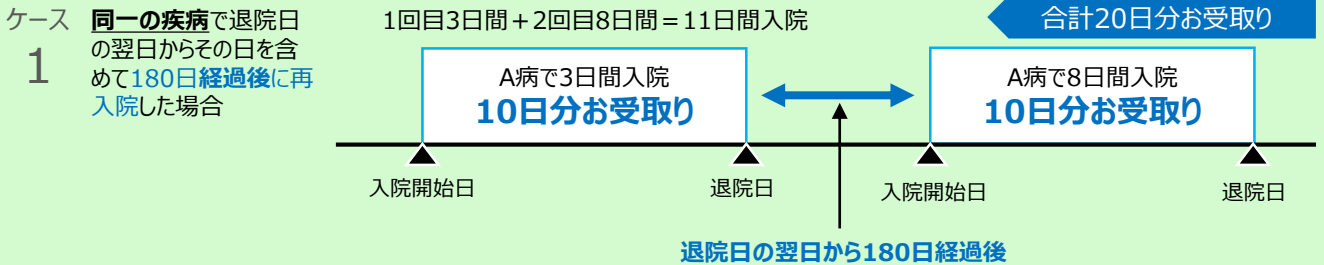 ケース
1
同一の疾病で退院日
の翌日からその日を含
めて180日経過後に再
入院した場合
1回目3日間+2回目8日間=11日間入院
合計20日分お受取り
A病で3日間入院
10日分お受取り
A病で8日間入院
10日分お受取り
入院開始日
退院日
入院開始日
退院日
退院日の翌日から180日経過後